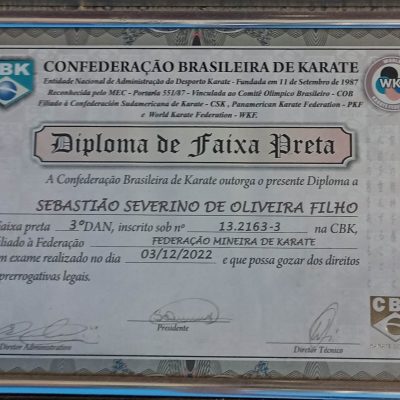 CBK
CONFEDERAÇÃO BRASILEIRA DE KARATE
Entidade Nacional de Administração do Desporto Karate - Fundada em 11 de Setembro de 1987
Reconhecida pelo MEC - Portaria 551/87 - Vinculada ao Comitê Olímpico Brasileiro - COB
Filiado à Confederación Sudamericana de Karate - CSK, Panamerican Karate Federation - PKF
e World Karate Federation - WKF.
WK
Diploma de Faixa Preta
A Confederação Brasileira de Karate outorga o presente Diploma a
SEBASTIÃO SEVERINO DE OLIVEIRA FILHO
Faixa preta 3ºDAN, inscrito sob nº 13.2163-3 na CBK,
filiado à Federação FEDERAÇÃO MINEIRA DE KARATE
em exame realizado no dia 03/12/2022 e que possa gozar dos direitos
prerrogativas legais.
CBK
Diretor Administrativo
Presidente
Diretor Técnico